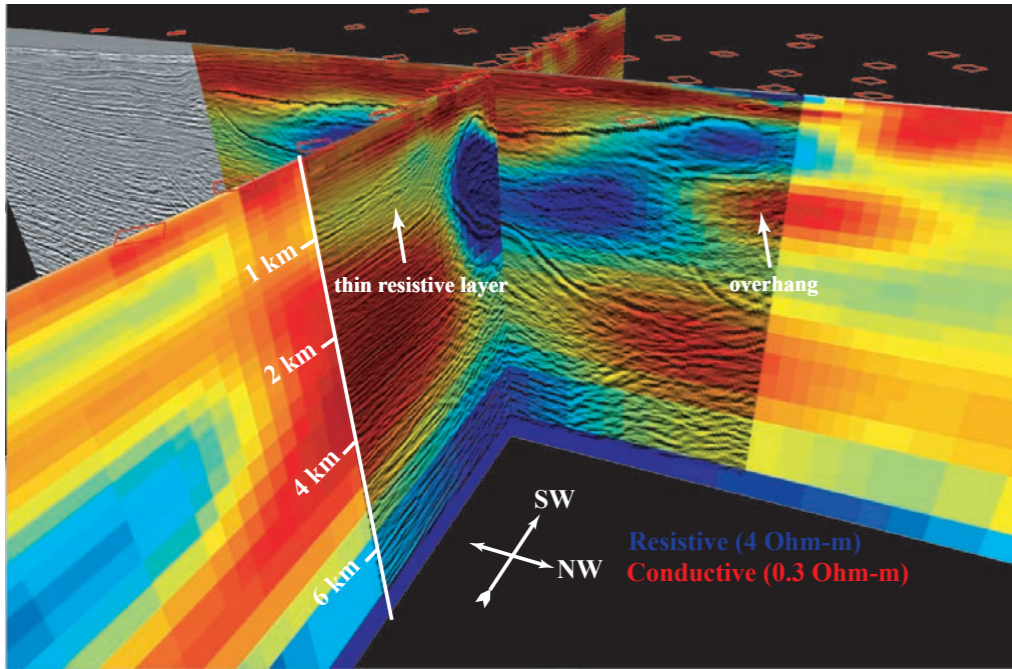 1 km
thin resistive layer
overhang
2 km
4 km
6 km
SW
NW
Resistive (4 Ohm-m)
Conductive (0.3 Ohm-m)